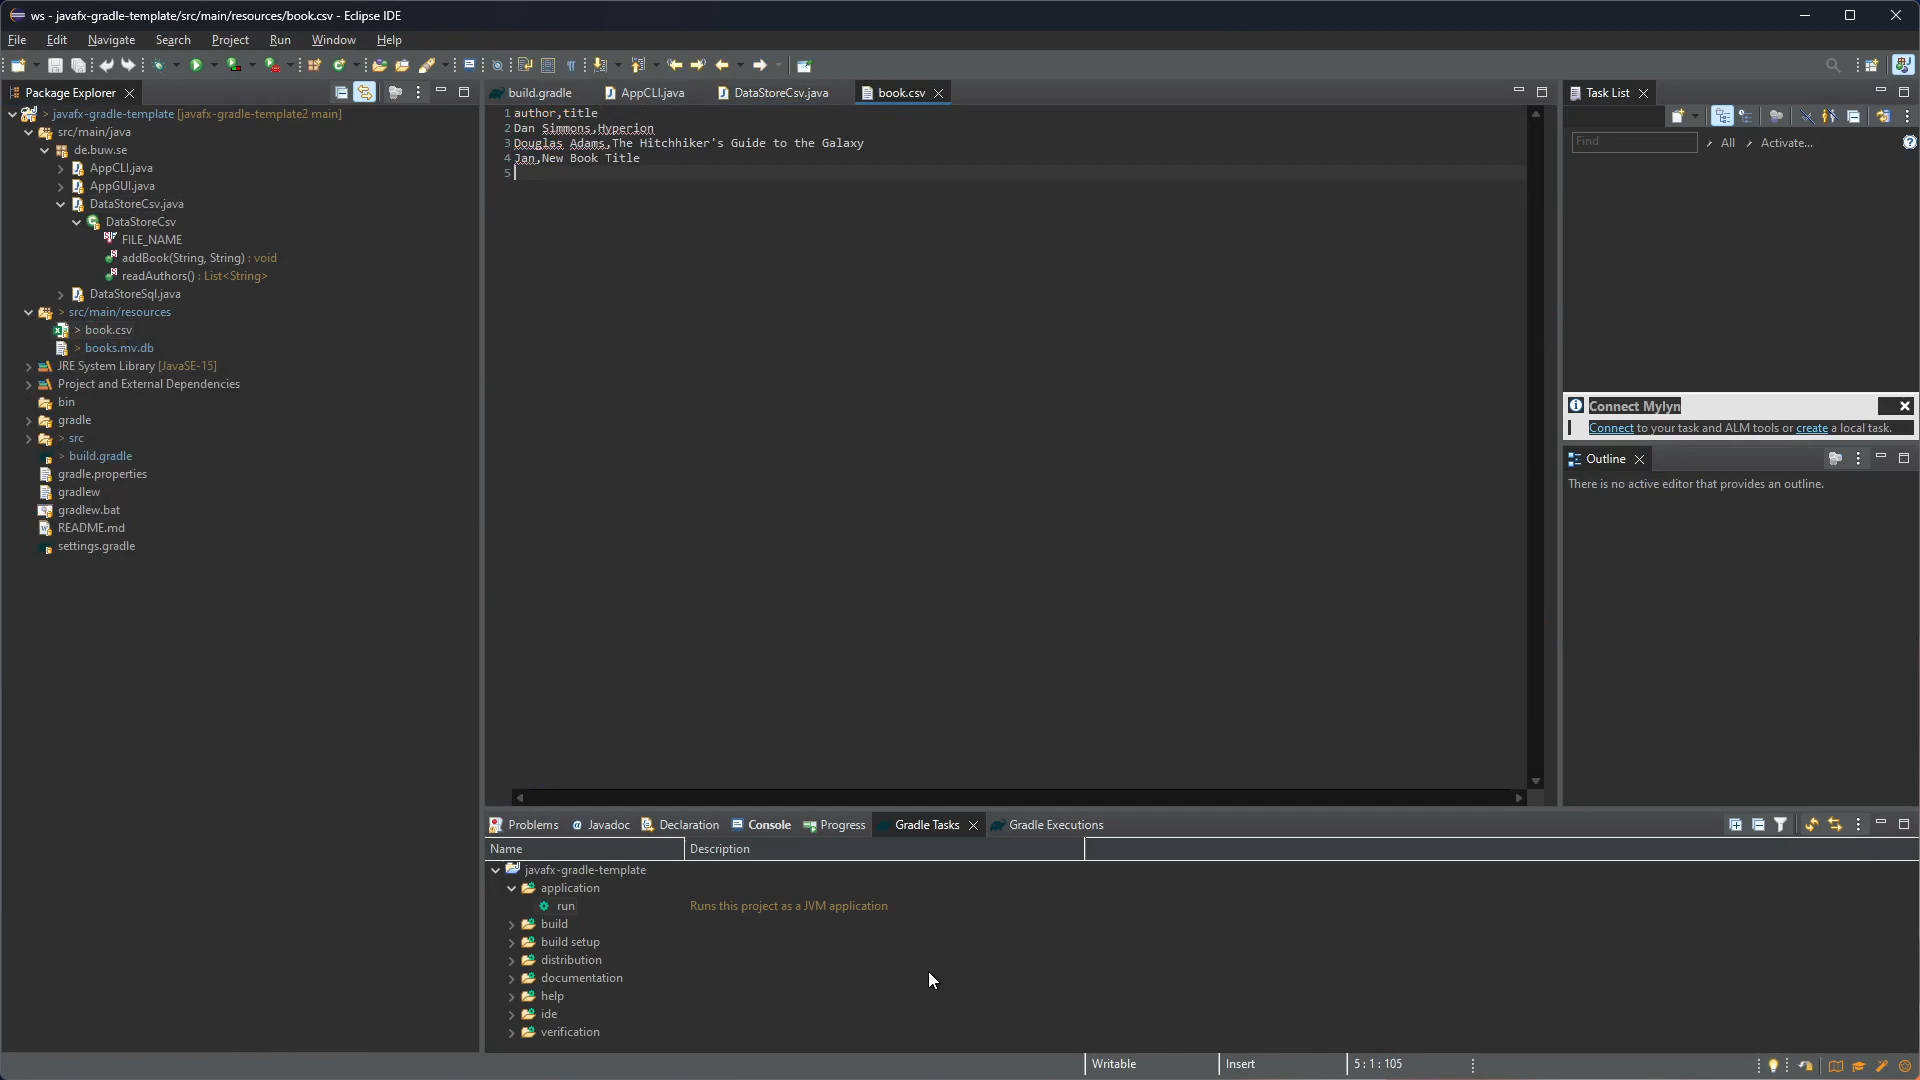 ws - javafx-gradle-template/src/main/resources/book.csv - Eclipse IDE
File Edit Navigate Search Project Run Window Help
Package Explorer
> javafx-gradle-template [javafx-gradle-template2 main]
src/main/java
de.buw.se
AppCLI.java
AppGUI.java
DataStoreCsv.java
DataStoreCsv
FILE_NAME
addBook(String, String) : void
readAuthors() : List<String>
DataStoreSql.java
> src/main/resources
> book.csv
> books.mv.db
JRE System Library [JavaSE-15]
Project and External Dependencies
bin
gradle
> src
> build.gradle
gradle.properties
gradlew
gradlew.bat
README.md
settings.gradle
build.gradle AppCLI.java DataStoreCsv.java book.csv
1 author,title
2 Dan Simmons,Hyperion
3 Douglas Adams,The Hitchhiker's Guide to the Galaxy
4 Jan,New Book Title
5
Task List
Find All Activate...
Connect Mylyn
Connect to your task and ALM tools or create a local task.
Outline
There is no active editor that provides an outline.
Problems Javadoc Declaration Console Progress Gradle Tasks Gradle Executions
Name Description
javafx-gradle-template
application
run Runs this project as a JVM application
build
build setup
distribution
documentation
help
ide
verification
Writable Insert 5 : 1 : 105